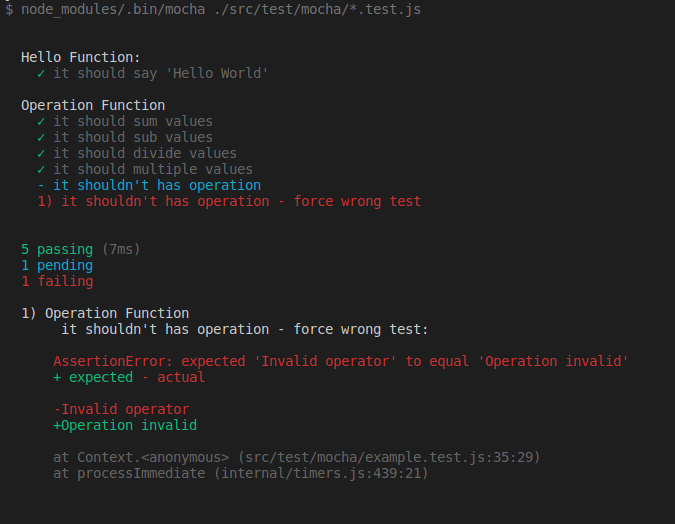 $ node_modules/.bin/mocha ./src/test/mocha/*.test.js
Hello Function:
✓ it should say 'Hello World'
Operation Function
✓ it should sum values
✓ it should sub values
✓ it should divide values
✓ it should multiple values
- it shouldn't has operation
1) it shouldn't has operation - force wrong test
5 passing (7ms)
1 pending
1 failing
1) Operation Function
it shouldn't has operation - force wrong test:
AssertionError: expected 'Invalid operator' to equal 'Operation invalid'
+ expected - actual
-Invalid operator
+Operation invalid
at Context.<anonymous> (src/test/mocha/example.test.js:35:29)
at processImmediate (internal/timers.js:439:21)